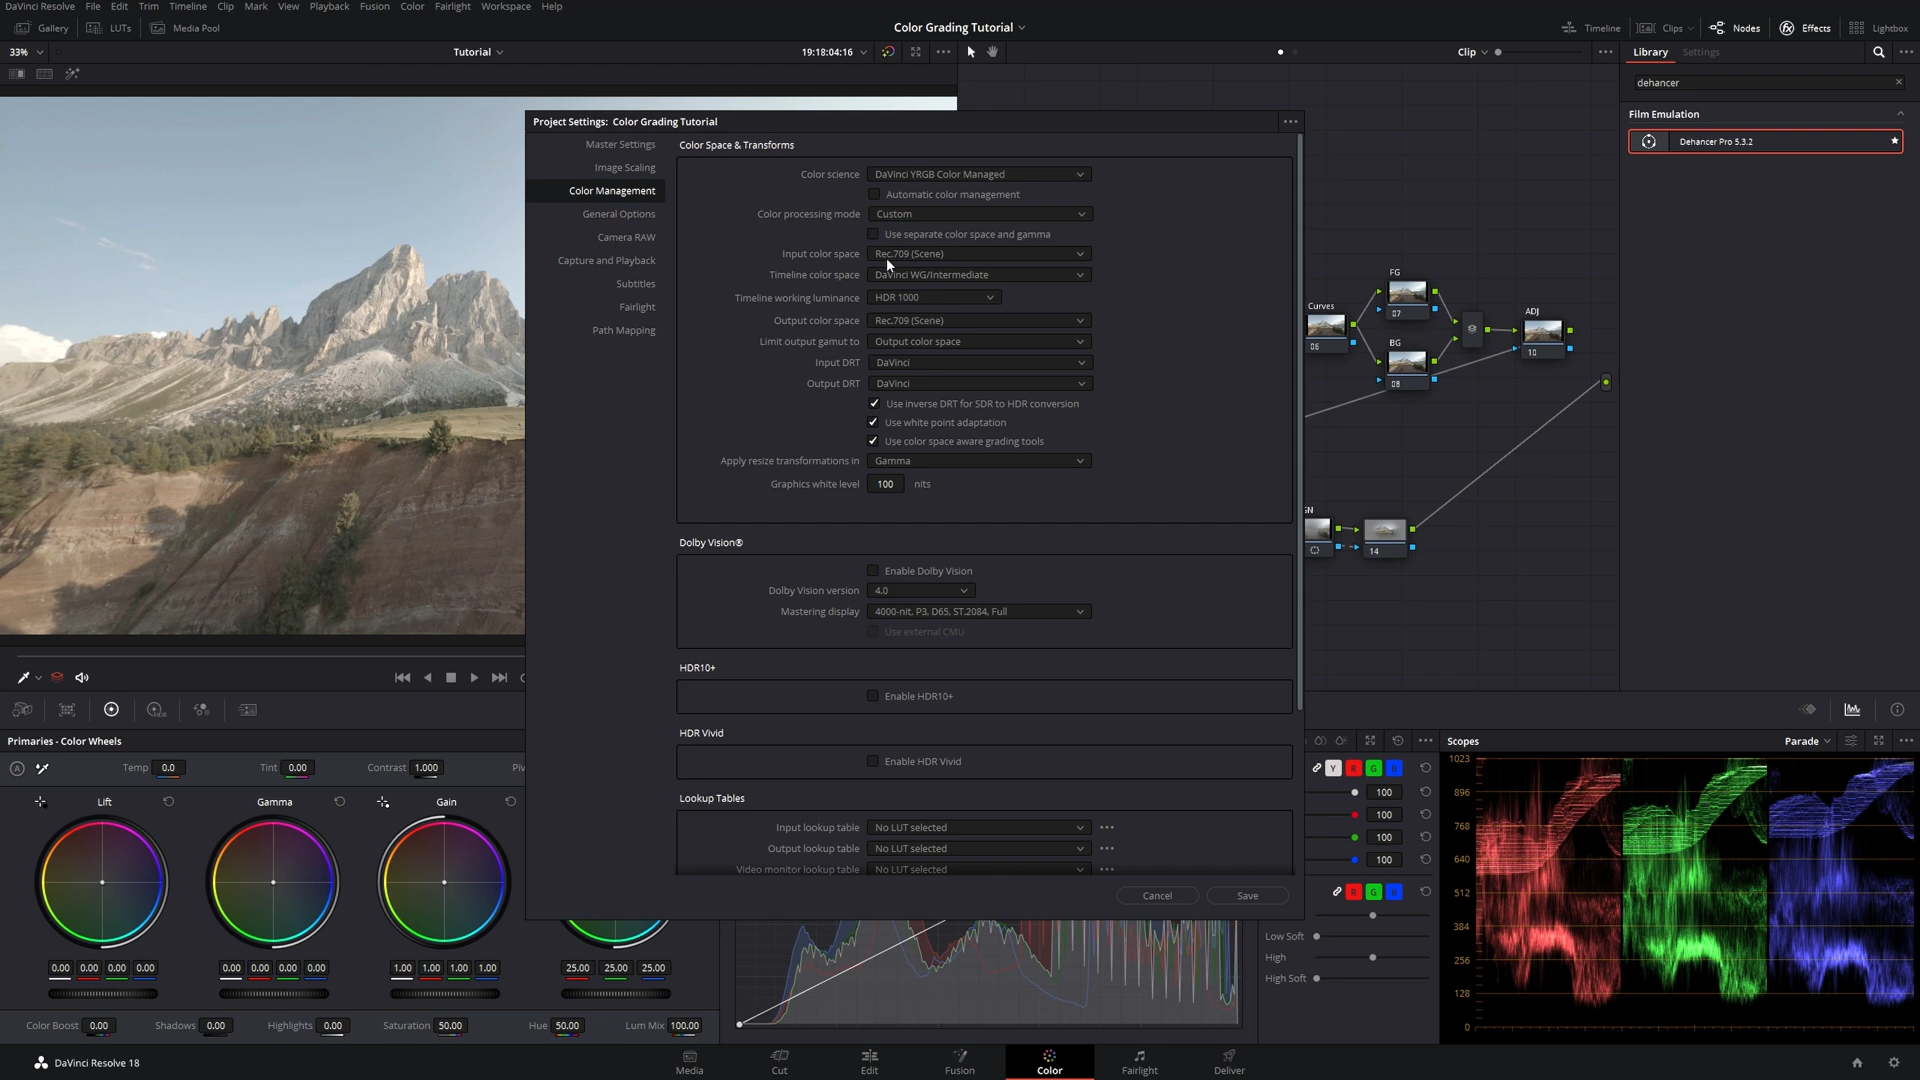 DaVinci Resolve File Edit Trim Timeline Clip Mark View Playback Fusion Color Fairlight Workspace Help
Gallery LUTs Media Pool Color Grading Tutorial Timeline Clips Nodes Effects Lightbox
33% Tutorial 19:18:04:16 Clip Library Settings
dehancer
Film Emulation
Dehancer Pro 5.3.2
Project Settings: Color Grading Tutorial
Master Settings
Image Scaling
Color Management
General Options
Camera RAW
Capture and Playback
Subtitles
Fairlight
Path Mapping
Color Space & Transforms
Color science DaVinci YRGB Color Managed
Automatic color management
Color processing mode Custom
Use separate color space and gamma
Input color space Rec.709 (Scene)
Timeline color space DaVinci WG/Intermediate
Timeline working luminance HDR 1000
Output color space Rec.709 (Scene)
Limit output gamut to Output color space
Input DRT DaVinci
Output DRT DaVinci
Use inverse DRT for SDR to HDR conversion
Use white point adaptation
Use color space aware grading tools
Apply resize transformations in Gamma
Graphics white level 100 nits
Dolby Vision®
Enable Dolby Vision
Dolby Vision version 4.0
Mastering display 4000-nit, P3, D65, ST.2084, Full
Use external CMU
HDR10+
Enable HDR10+
HDR Vivid
Enable HDR Vivid
Lookup Tables
Input lookup table No LUT selected
Output lookup table No LUT selected
Video monitor lookup table No LUT selected
Cancel Save
FG
07
Curves
06
BG
08
ADJ
10
14
Primaries - Color Wheels
Temp 0.0 Tint 0.00 Contrast 1.000
Lift Gamma Gain
0.00 0.00 0.00 0.00 0.00 0.00 0.00 0.00 1.00 1.00 1.00 1.00 25.00 25.00 25.00
Color Boost 0.00 Shadows 0.00 Highlights 0.00 Saturation 50.00 Hue 50.00 Lum Mix 100.00
Y R G B
100
100
100
100
R G B
Low Soft
High
High Soft
Scopes Parade
1023
896
768
640
512
384
256
128
0
DaVinci Resolve 18
Media Cut Edit Fusion Color Fairlight Deliver